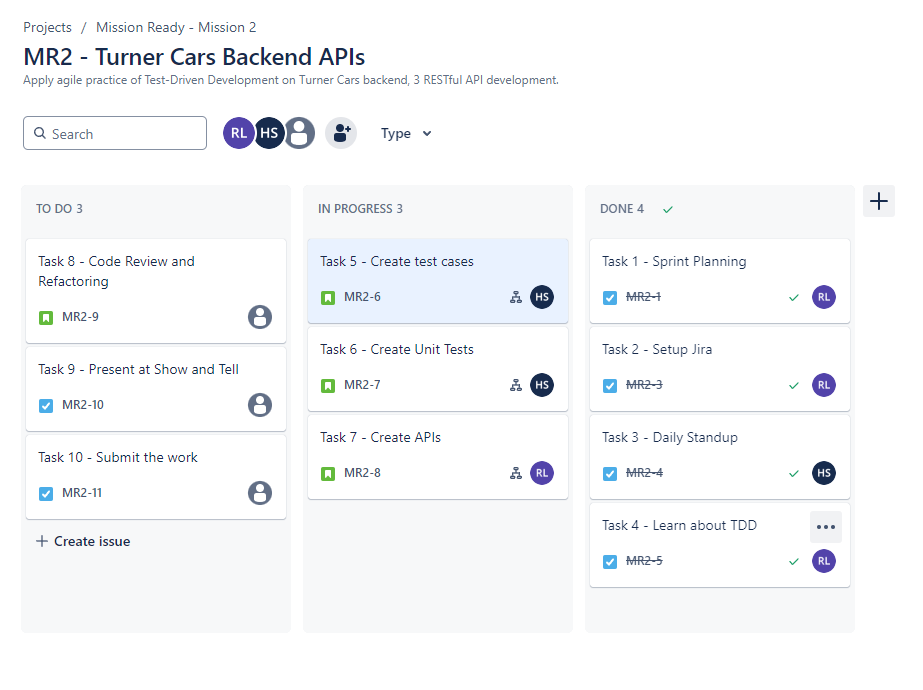 Projects / Mission Ready - Mission 2
MR2 - Turner Cars Backend APIs
Apply agile practice of Test-Driven Development on Turner Cars backend, 3 RESTful API development.
Search
RL HS
Type
TO DO 3
Task 8 - Code Review and
Refactoring
MR2-9
Task 9 - Present at Show and Tell
MR2-10
Task 10 - Submit the work
MR2-11
Create issue
IN PROGRESS 3
Task 5 - Create test cases
MR2-6 HS
Task 6 - Create Unit Tests
MR2-7 HS
Task 7 - Create APIs
MR2-8 RL
DONE 4
Task 1 - Sprint Planning
MR2-1 RL
Task 2 - Setup Jira
MR2-3 RL
Task 3 - Daily Standup
MR2-4 HS
Task 4 - Learn about TDD
MR2-5 RL